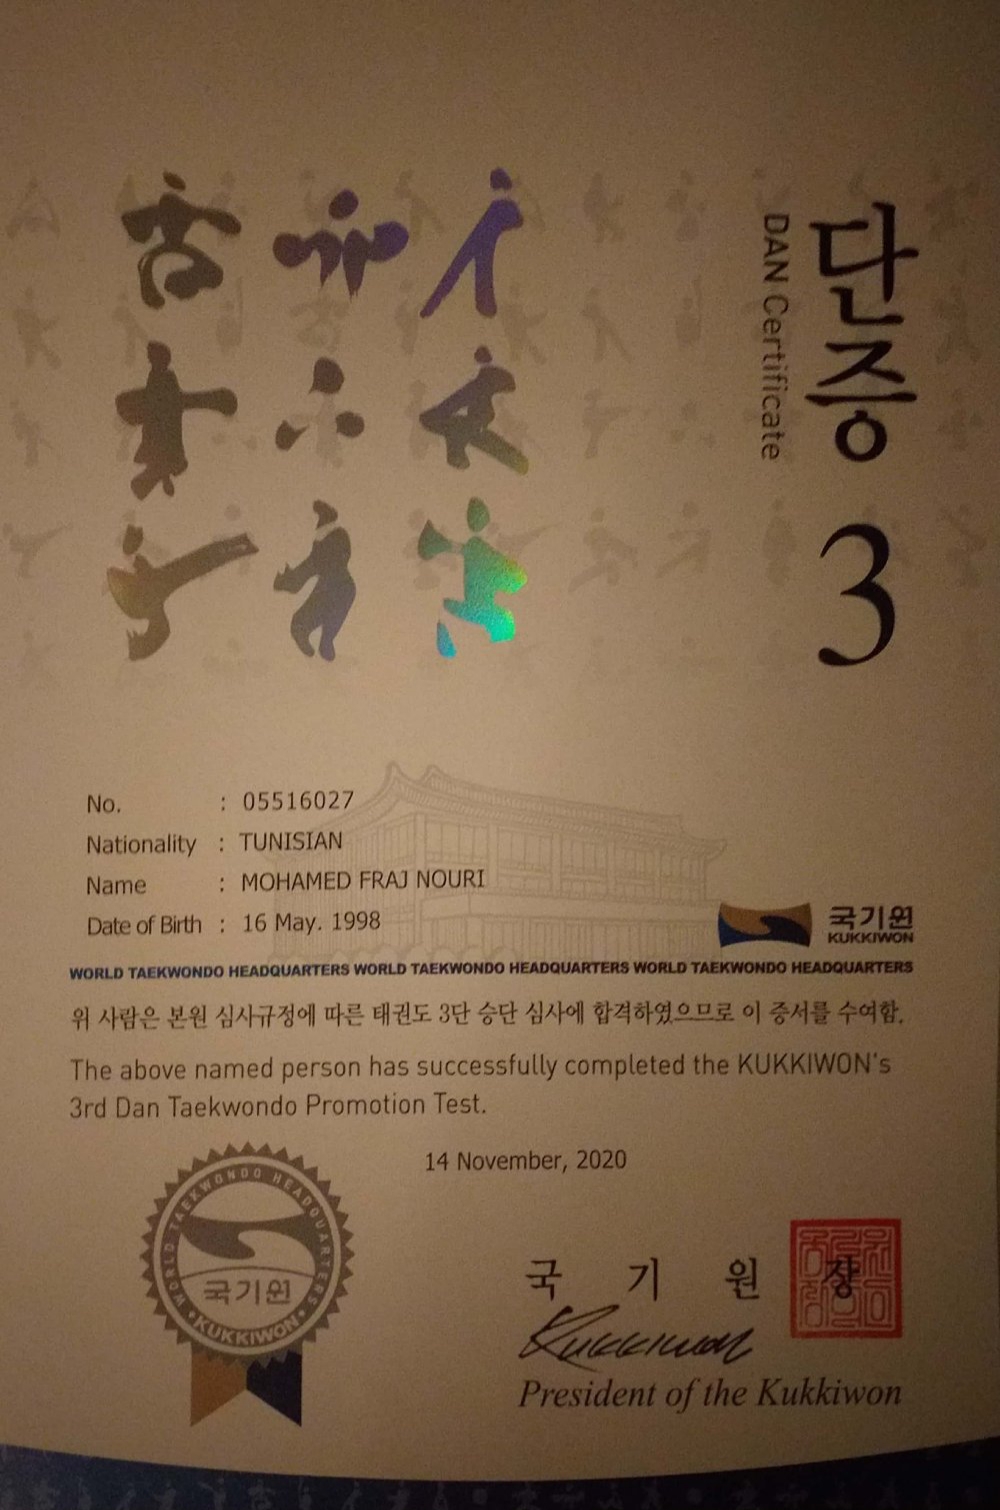 단증
DAN Certificate
3
No. : 05516027
Nationality : TUNISIAN
Name : MOHAMED FRAJ NOURI
Date of Birth : 16 May. 1998
국기원
KUKKIWON
WORLD TAEKWONDO HEADQUARTERS WORLD TAEKWONDO HEADQUARTERS WORLD TAEKWONDO HEADQUARTERS
위 사람은 본원 심사규정에 따른 태권도 3단 승단 심사에 합격하였으므로 이 증서를 수여함.
The above named person has successfully completed the KUKKIWON's
3rd Dan Taekwondo Promotion Test.
14 November, 2020
WORLD TAEKWONDO HEADQUARTERS
국기원
KUKKIWON
국 기 원 장
Kukkiwon
President of the Kukkiwon